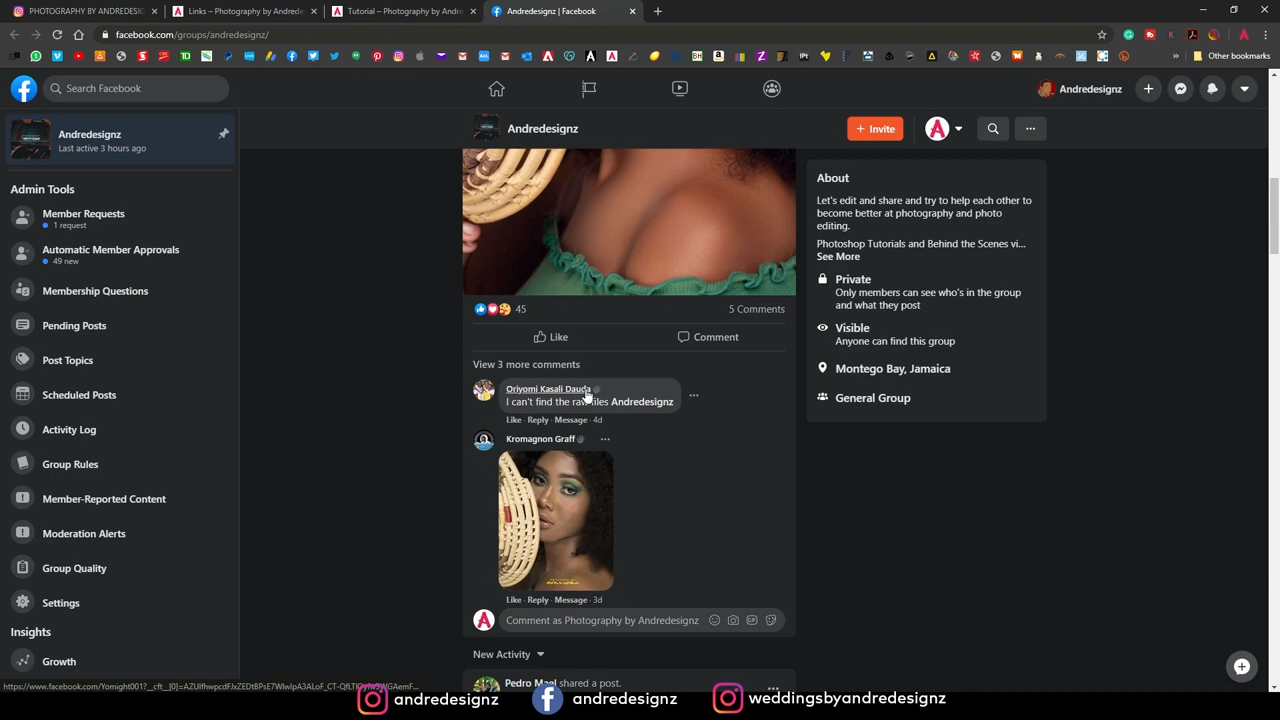 PHOTOGRAPHY BY ANDREDESIGNZ
Links – Photography by Andrede
Tutorial – Photography by Andre
Andredesignz | Facebook
facebook.com/groups/andredesignz/
Other bookmarks
Search Facebook
Andredesignz
Andredesignz
Last active 3 hours ago
Andredesignz
+ Invite
Admin Tools
Member Requests
1 request
Automatic Member Approvals
49 new
Membership Questions
Pending Posts
Post Topics
Scheduled Posts
Activity Log
Group Rules
Member-Reported Content
Moderation Alerts
Group Quality
Settings
Insights
Growth
45
5 Comments
Like
Comment
View 3 more comments
Oriyomi Kasali Dauda
I can't find the raw files Andredesignz
Like · Reply · Message · 4d
Kromagnon Graff
Like · Reply · Message · 3d
Comment as Photography by Andredesignz
New Activity
Pedro Mael shared a post.
About
Let's edit and share and try to help each other to
become better at photography and photo
editing.
Photoshop Tutorials and Behind the Scenes vi...
See More
Private
Only members can see who's in the group
and what they post
Visible
Anyone can find this group
Montego Bay, Jamaica
General Group
andredesignz
andredesignz
weddingsbyandredesignz